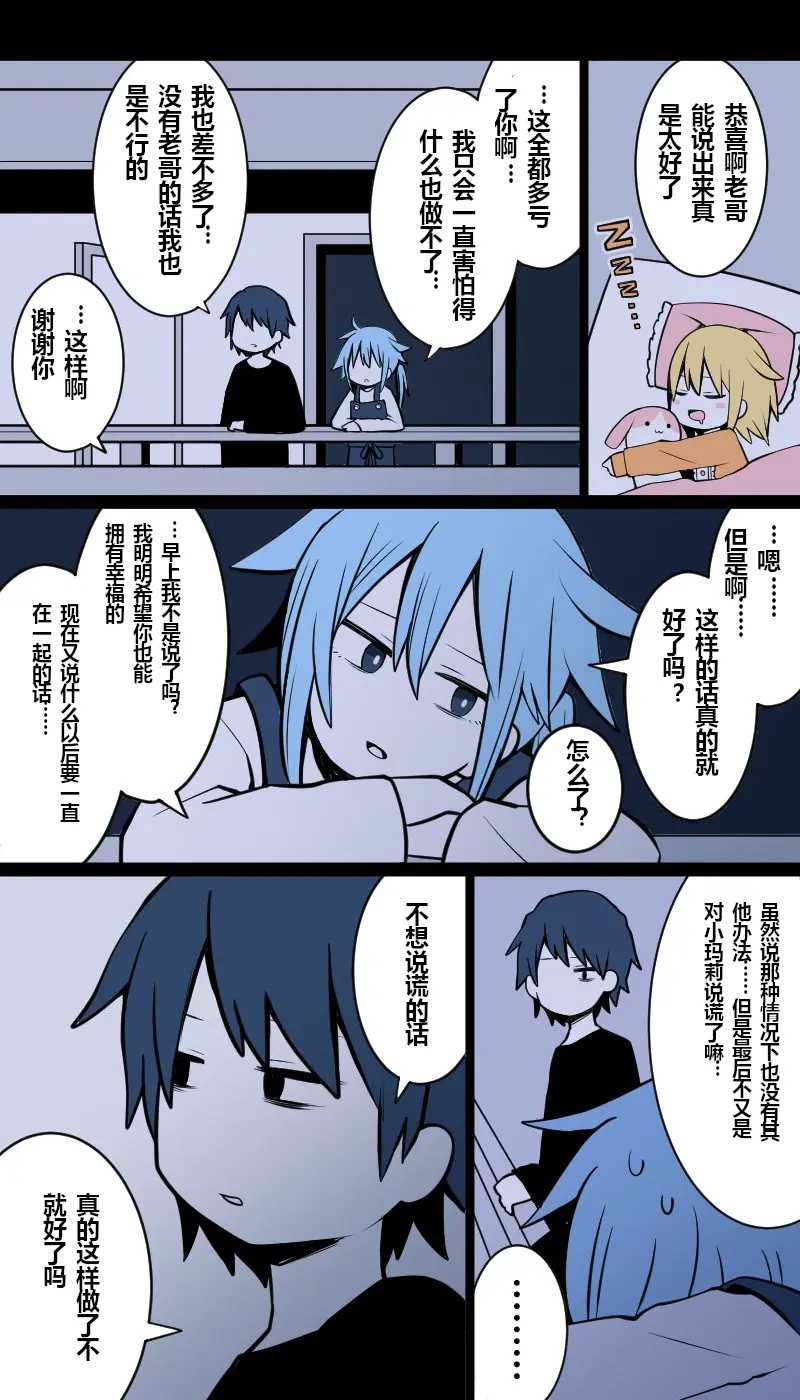 恭喜啊老哥
能说出来真
是太好了
ZZZ…
…这全都多亏
了你啊…
我只会一直害怕得
什么也做不了…
我也差不多了…
没有老哥的话我也
是不行的
…这样啊
谢谢你
…嗯……
但是啊……
这样的话真的就
好了吗?
怎么了?
…早上我不是说了吗?
我明明希望你也能
拥有幸福的
现在又说什么以后要一直
在一起的话……
虽然说那种情况下也没有其
他办法……但是最后不又是
对小玛莉说谎了嘛…
………
不想说谎的话
真的这样做了不
就好了吗